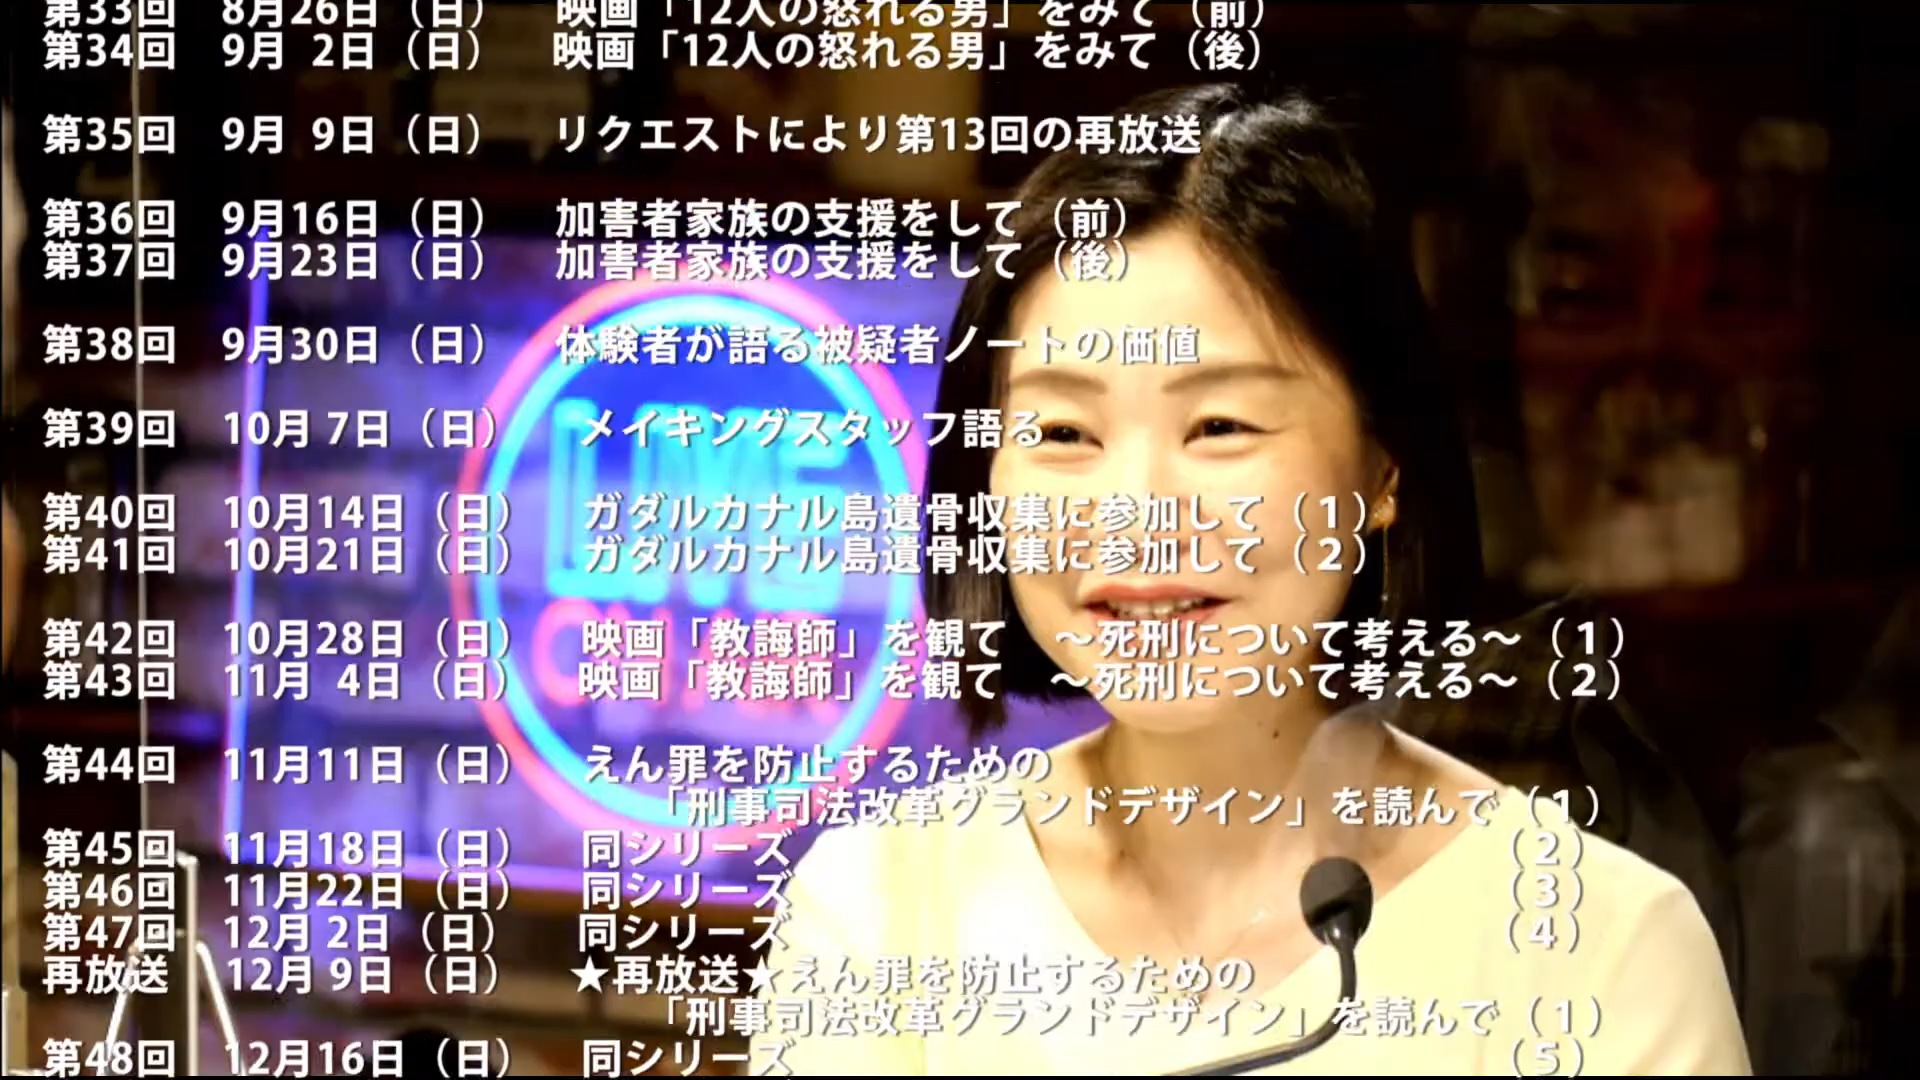 第33回 8月26日（日） 映画「12人の怒れる男」をみて（前）
第34回 9月 2日（日） 映画「12人の怒れる男」をみて（後）
第35回 9月 9日（日） リクエストにより第13回の再放送
第36回 9月16日（日） 加害者家族の支援をして（前）
第37回 9月23日（日） 加害者家族の支援をして（後）
第38回 9月30日（日） 体験者が語る被疑者ノートの価値
第39回 10月 7日（日） メイキングスタッフ語る
第40回 10月14日（日） ガダルカナル島遺骨収集に参加して（１）
第41回 10月21日（日） ガダルカナル島遺骨収集に参加して（２）
第42回 10月28日（日） 映画「教誨師」を観て ～死刑について考える～（１）
第43回 11月 4日（日） 映画「教誨師」を観て ～死刑について考える～（２）
第44回 11月11日（日） えん罪を防止するための
「刑事司法改革グランドデザイン」を読んで（１）
第45回 11月18日（日） 同シリーズ （２）
第46回 11月22日（日） 同シリーズ （３）
第47回 12月 2日（日） 同シリーズ （４）
再放送 12月 9日（日） ★再放送★えん罪を防止するための
「刑事司法改革グランドデザイン」を読んで（１）
第48回 12月16日（日） 同シリーズ （５）
LIVE
ON AIR